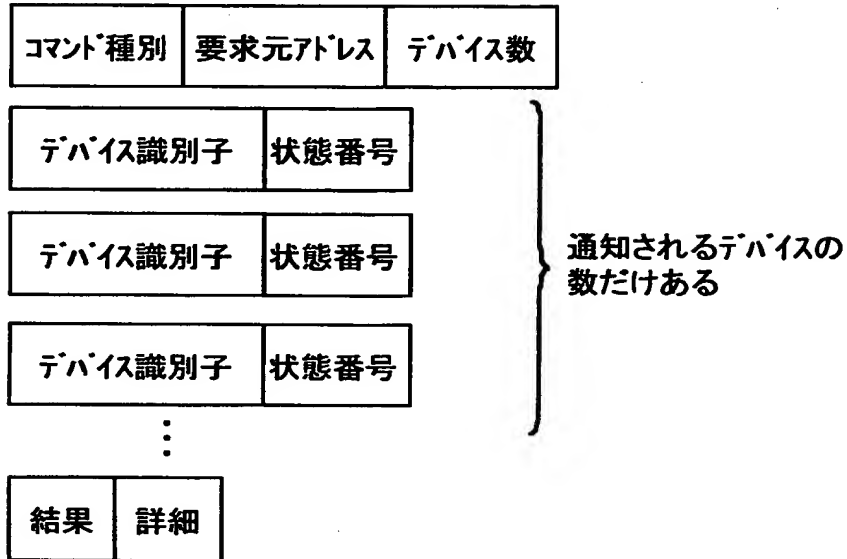 コマンド種別 要求元アドレス デバイス数
デバイス識別子 状態番号
デバイス識別子 状態番号
通知されるデバイスの
数だけある
デバイス識別子 状態番号
結果 詳細